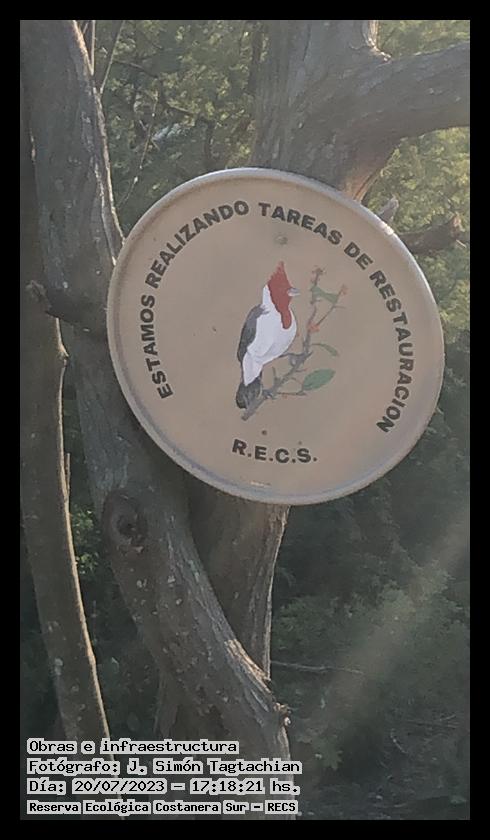 ESTAMOS REALIZANDO TAREAS DE RESTAURACION
R.E.C.S.
Obras e infraestructura
Fotógrafo: J. Simón Tagtachian
Día: 20/07/2023 — 17:18:21 hs.
Reserva Ecológica Costanera Sur — RECS